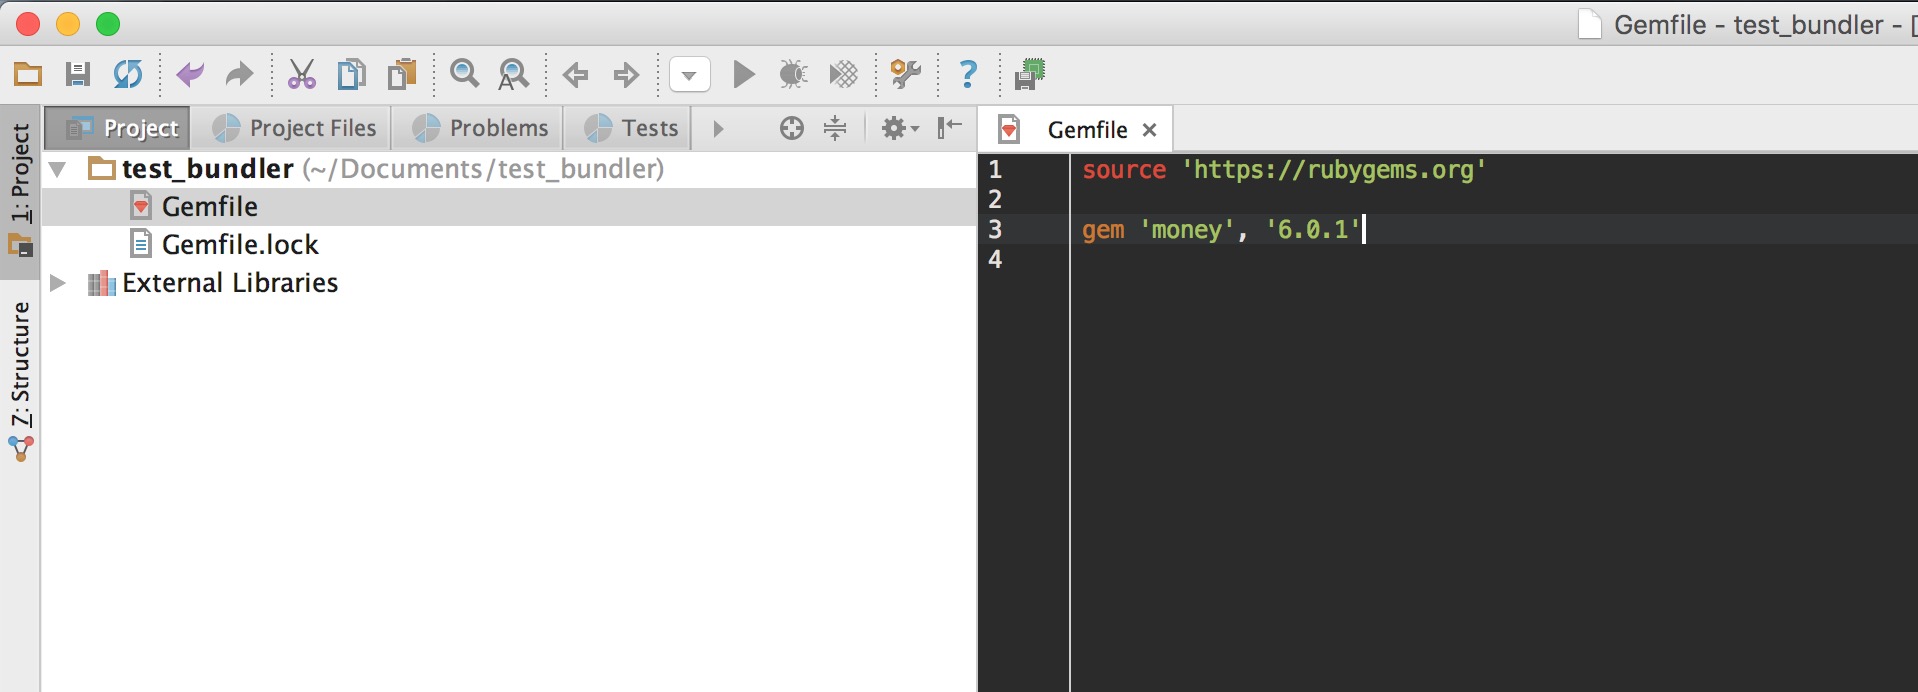 Gemfile - test_bundler - [
Project
Project Files
Problems
Tests
Gemfile
1: Project
7: Structure
test_bundler (~/Documents/test_bundler)
Gemfile
Gemfile.lock
External Libraries
1 source 'https://rubygems.org'
2
3 gem 'money', '6.0.1'
4